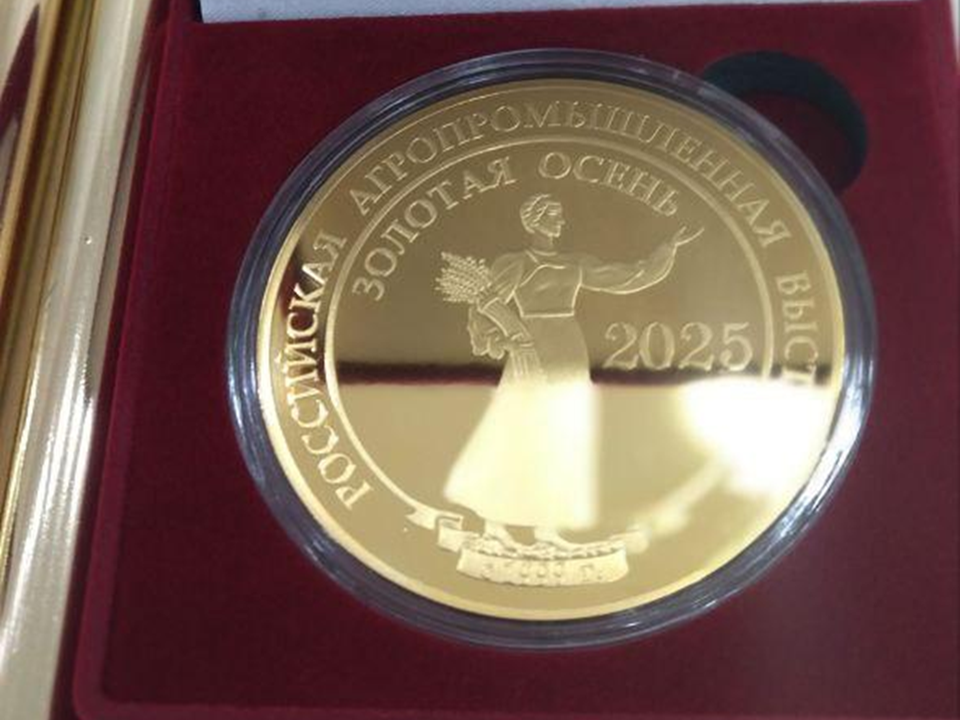 РОССИЙСКАЯ АГРОПРОМЫШЛЕННАЯ ВЫСТ
ЗОЛОТАЯ ОСЕНЬ
2025